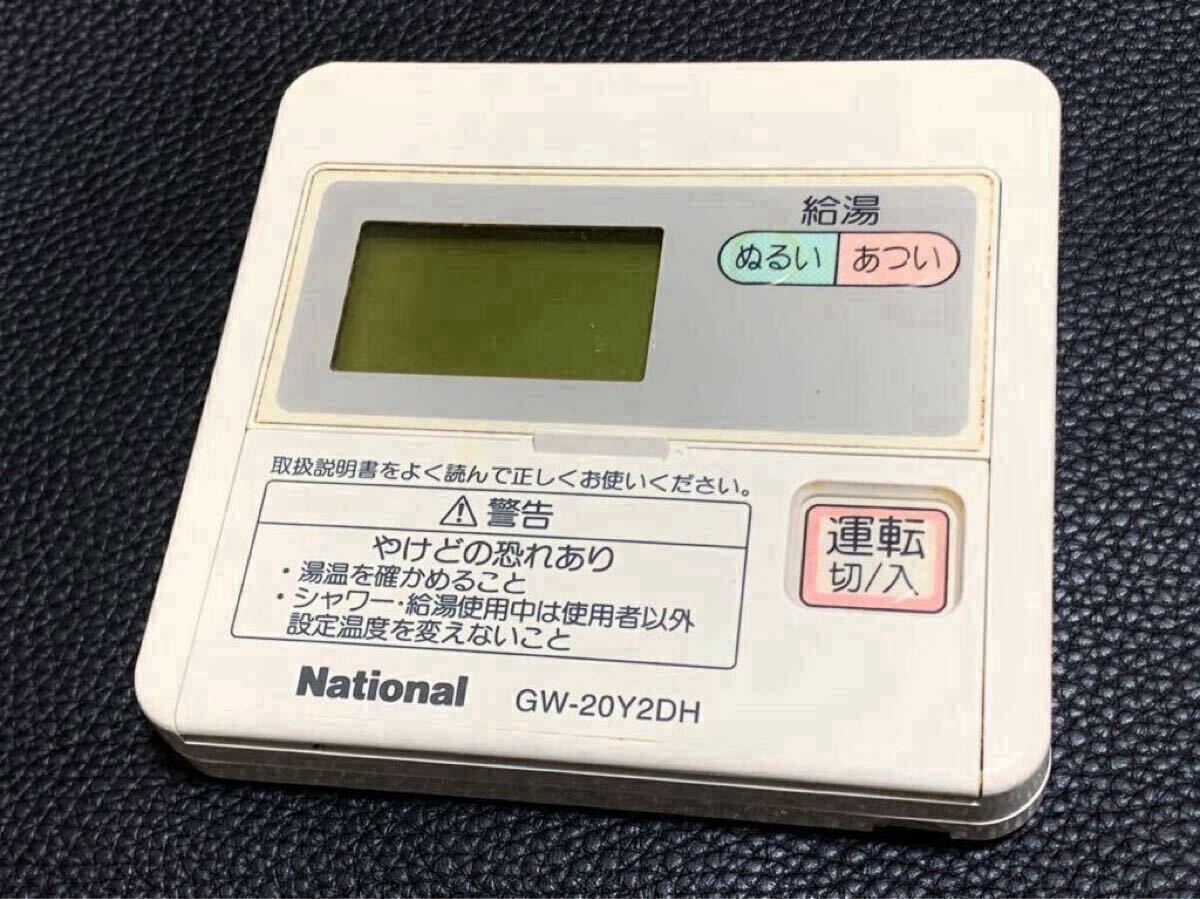 給湯
ぬるい あつい
取扱説明書をよく読んで正しくお使いください。
⚠警告
やけどの恐れあり
・湯温を確かめること
・シャワー・給湯使用中は使用者以外
設定温度を変えないこと
運転
切/入
National GW-20Y2DH